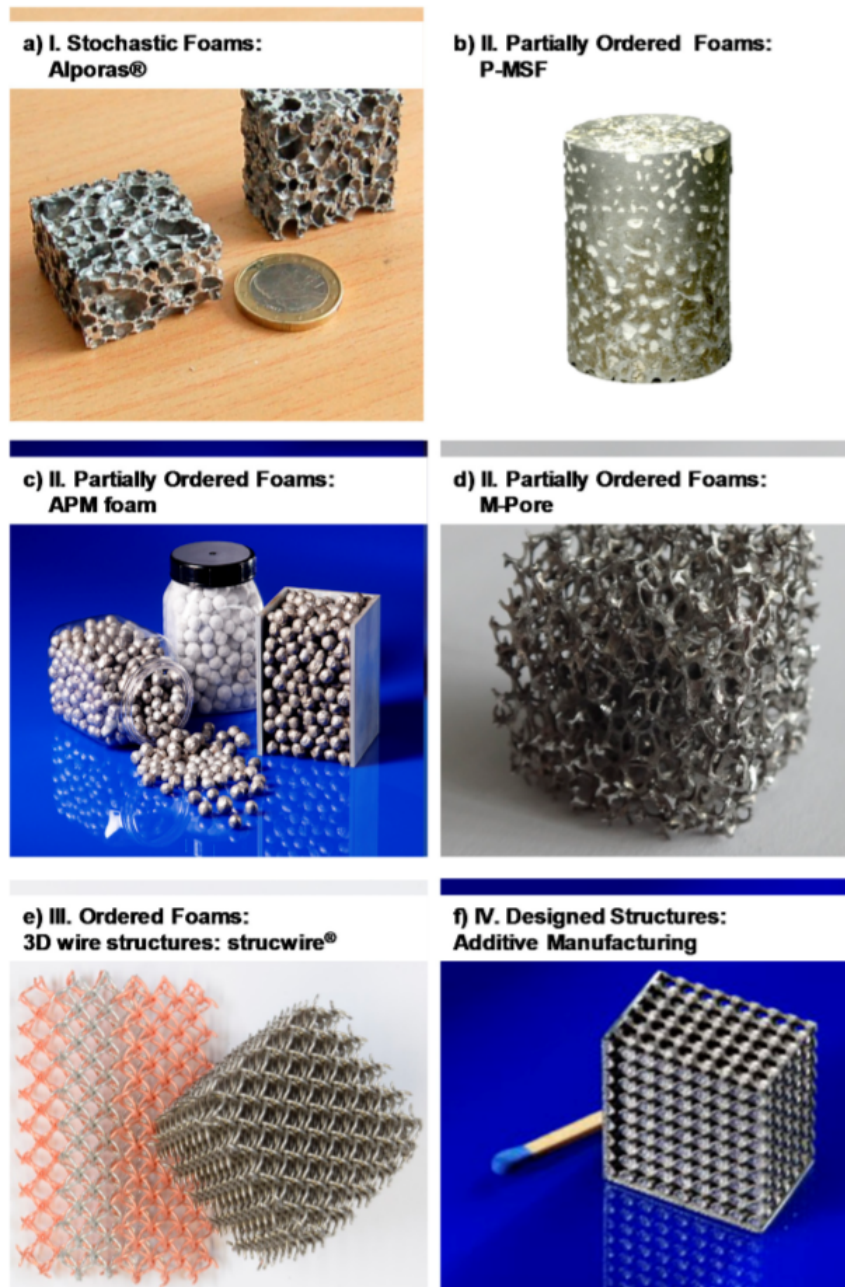 a) I. Stochastic Foams:
Alporas®
b) II. Partially Ordered Foams:
P-MSF
c) II. Partially Ordered Foams:
APM foam
d) II. Partially Ordered Foams:
M-Pore
e) III. Ordered Foams:
3D wire structures: strucwire®
f) IV. Designed Structures:
Additive Manufacturing